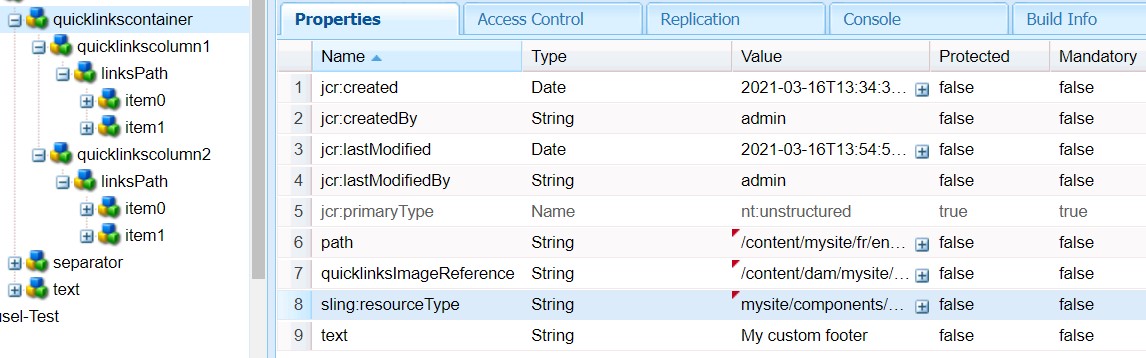 quicklinkscontainer
quicklinkscolumn1
linksPath
item0
item1
quicklinkscolumn2
linksPath
item0
item1
separator
text
sel-Test
Properties Access Control Replication Console Build Info
Name Type Value Protected Mandatory
1 jcr:created Date 2021-03-16T13:34:3... false false
2 jcr:createdBy String admin false false
3 jcr:lastModified Date 2021-03-16T13:54:5... false false
4 jcr:lastModifiedBy String admin false false
5 jcr:primaryType Name nt:unstructured true true
6 path String /content/mysite/fr/en... false false
7 quicklinksImageReference String /content/dam/mysite/... false false
8 sling:resourceType String mysite/components/... false false
9 text String My custom footer false false